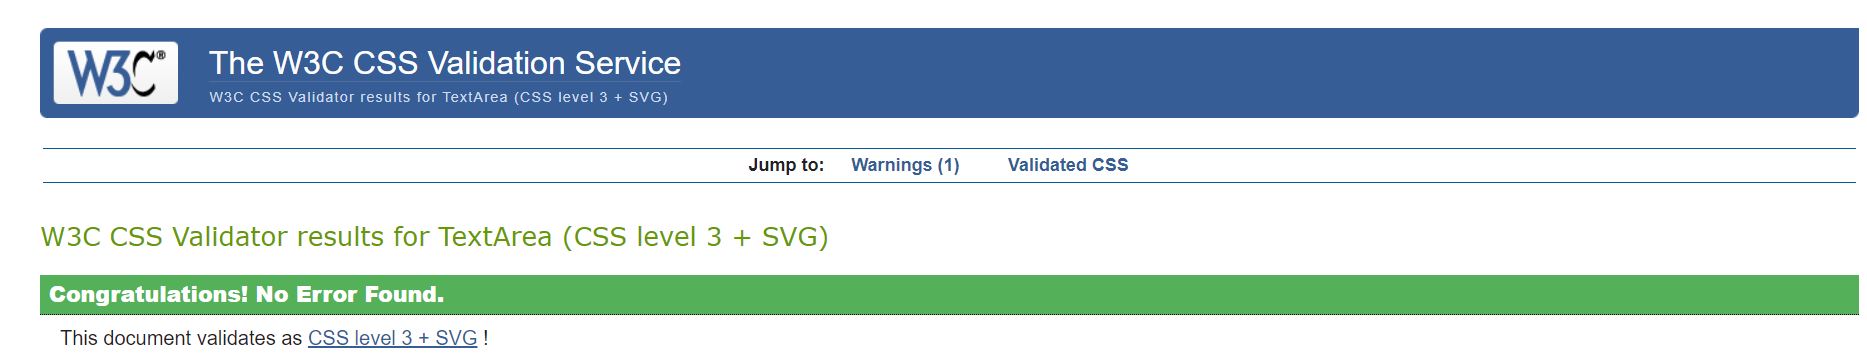 W3C®
The W3C CSS Validation Service
W3C CSS Validator results for TextArea (CSS level 3 + SVG)
Jump to: Warnings (1) Validated CSS
W3C CSS Validator results for TextArea (CSS level 3 + SVG)
Congratulations! No Error Found.
This document validates as CSS level 3 + SVG !